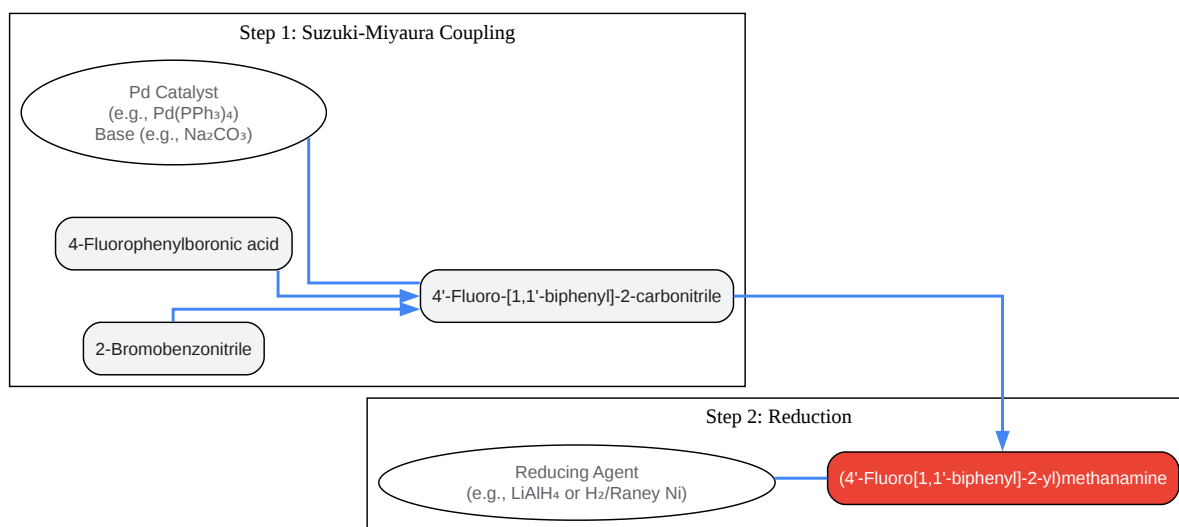 Step 1: Suzuki-Miyaura Coupling
Pd Catalyst
(e.g., Pd(PPh₃)₄)
Base (e.g., Na₂CO₃)
4-Fluorophenylboronic acid
4'-Fluoro-[1,1'-biphenyl]-2-carbonitrile
2-Bromobenzonitrile
Step 2: Reduction
Reducing Agent
(e.g., LiAlH₄ or H₂/Raney Ni)
(4'-Fluoro[1,1'-biphenyl]-2-yl)methanamine